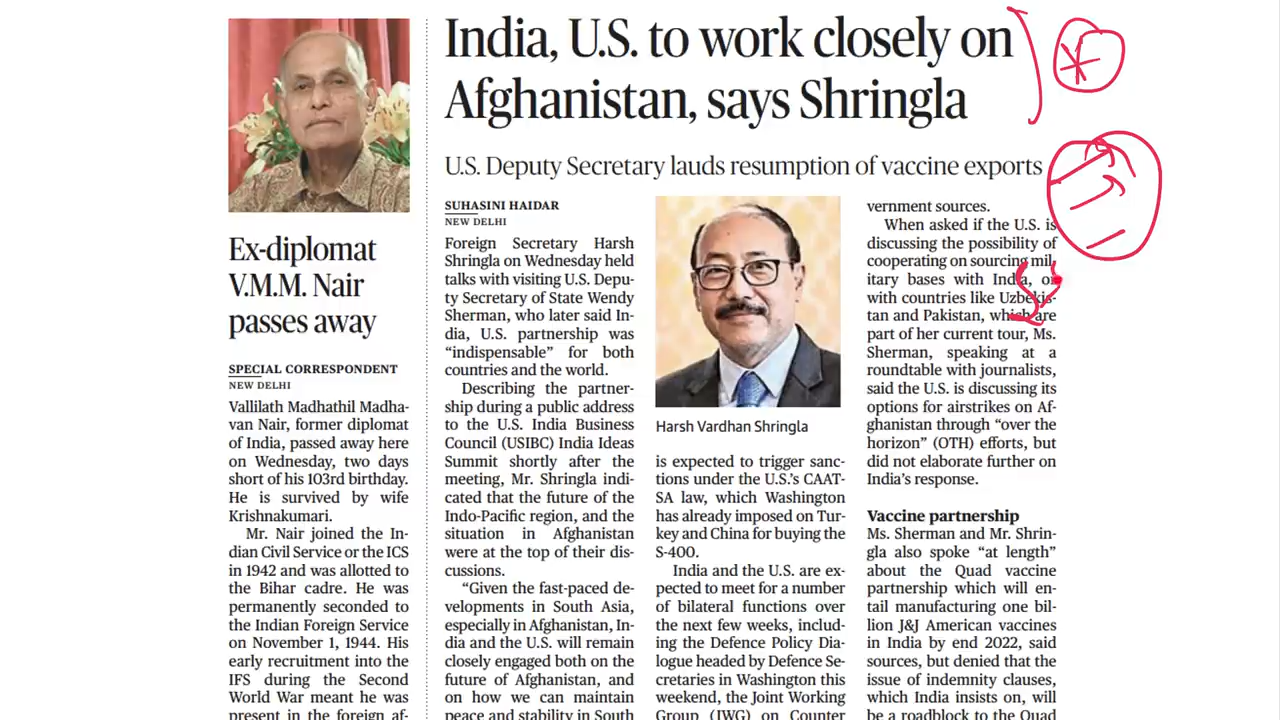 Ex-diplomat
V.M.M. Nair
passes away
SPECIAL CORRESPONDENT
NEW DELHI
Vallilath Madhathil Madha-
van Nair, former diplomat
of India, passed away here
on Wednesday, two days
short of his 103rd birthday.
He is survived by wife
Krishnakumari.
Mr. Nair joined the In-
dian Civil Service or the ICS
in 1942 and was allotted to
the Bihar cadre. He was
permanently seconded to
the Indian Foreign Service
on November 1, 1944. His
early recruitment into the
IFS during the Second
World War meant he was
present in the foreign af-
India, U.S. to work closely on
Afghanistan, says Shringla
U.S. Deputy Secretary lauds resumption of vaccine exports
SUHASINI HAIDAR
NEW DELHI
Foreign Secretary Harsh
Shringla on Wednesday held
talks with visiting U.S. Depu-
ty Secretary of State Wendy
Sherman, who later said In-
dia, U.S. partnership was
“indispensable” for both
countries and the world.
Describing the partner-
ship during a public address
to the U.S. India Business
Council (USIBC) India Ideas
Summit shortly after the
meeting, Mr. Shringla indi-
cated that the future of the
Indo-Pacific region, and the
situation in Afghanistan
were at the top of their dis-
cussions.
“Given the fast-paced de-
velopments in South Asia,
especially in Afghanistan, In-
dia and the U.S. will remain
closely engaged both on the
future of Afghanistan, and
on how we can maintain
peace and stability in South
Harsh Vardhan Shringla
is expected to trigger sanc-
tions under the U.S.’s CAAT-
SA law, which Washington
has already imposed on Tur-
key and China for buying the
S-400.
India and the U.S. are ex-
pected to meet for a number
of bilateral functions over
the next few weeks, includ-
ing the Defence Policy Dia-
logue headed by Defence Se-
cretaries in Washington this
weekend, the Joint Working
Group (JWG) on Counter
vernment sources.
When asked if the U.S. is
discussing the possibility of
cooperating on sourcing mil-
itary bases with India, or
with countries like Uzbekis-
tan and Pakistan, which are
part of her current tour, Ms.
Sherman, speaking at a
roundtable with journalists,
said the U.S. is discussing its
options for airstrikes on Af-
ghanistan through “over the
horizon” (OTH) efforts, but
did not elaborate further on
India’s response.
Vaccine partnership
Ms. Sherman and Mr. Shrin-
gla also spoke “at length”
about the Quad vaccine
partnership which will en-
tail manufacturing one bil-
lion J&J American vaccines
in India by end 2022, said
sources, but denied that the
issue of indemnity clauses,
which India insists on, will
be a roadblock to the Quad